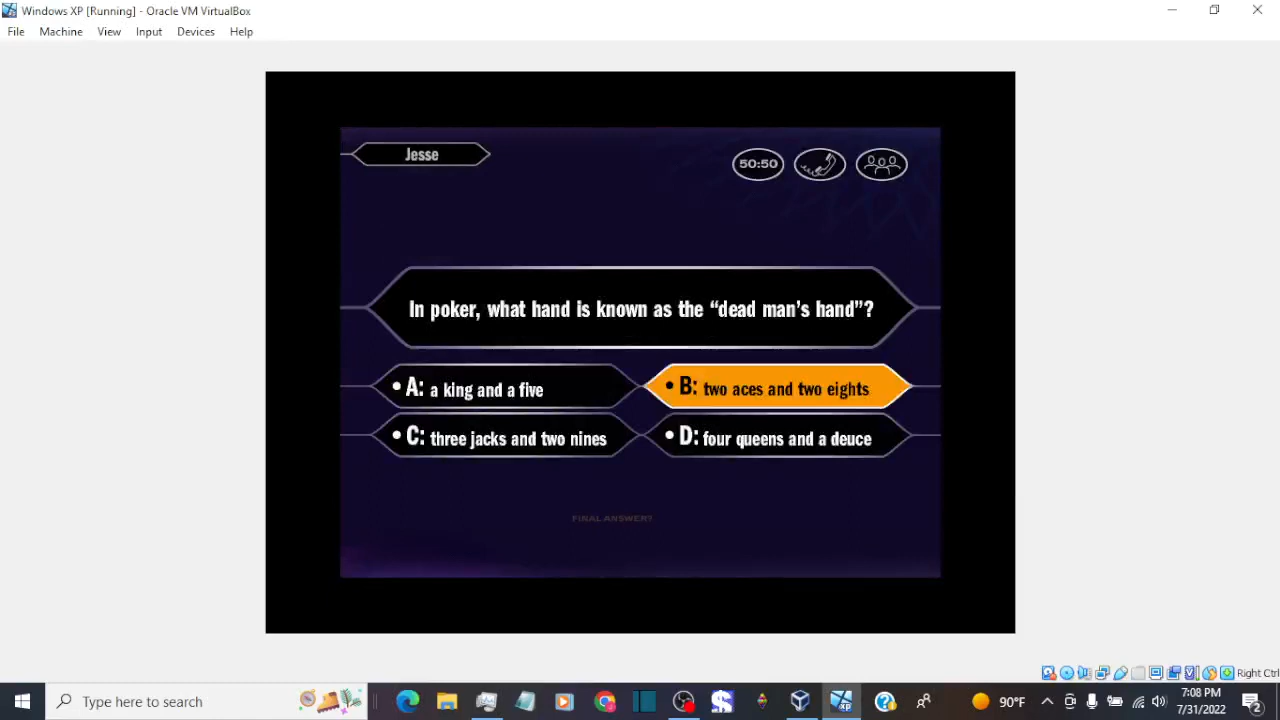 Windows XP [Running] - Oracle VM VirtualBox
File Machine View Input Devices Help
Jesse
50:50
In poker, what hand is known as the “dead man’s hand”?
• A: a king and a five
• B: two aces and two eights
• C: three jacks and two nines
• D: four queens and a deuce
FINAL ANSWER?
Right Ctrl
Type here to search
XP
90°F
7:08 PM
7/31/2022
2